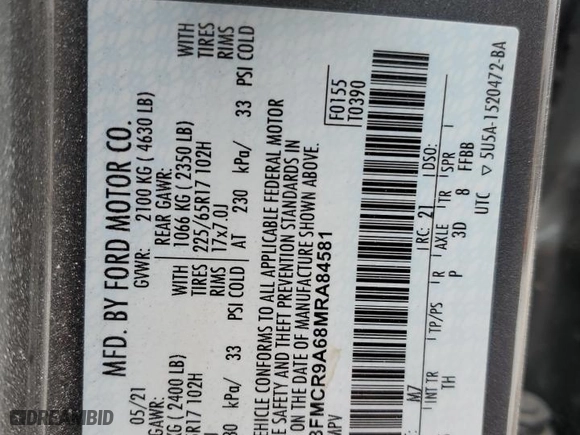 MFD. BY FORD MOTOR CO.
05/21 GVWR: 2100 KG ( 4630 LB)
GAWR: REAR GAWR:
KG (2400 LB) 1066 KG ( 2350 LB) WITH
17 102H 225/65R17 102H TIRES
17x7.0J RIMS
kPa/ 33 PSI COLD AT 230 kPa/ 33 PSI COLD
VEHICLE CONFORMS TO ALL APPLICABLE FEDERAL MOTOR
SAFETY AND THEFT PREVENTION STANDARDS IN
ON THE DATE OF MANUFACTURE SHOWN ABOVE.
FMCR9A68MRA84581
MPV
F0155
T0390
M7 RC: 21 DSO:
INT TR TP/PS R AXLE TR SPR
TH P 3D 8 FFBB
UTC ▽ 5U5A-1520472-BA
WITH
TIRES
RIMS
DREAMBID